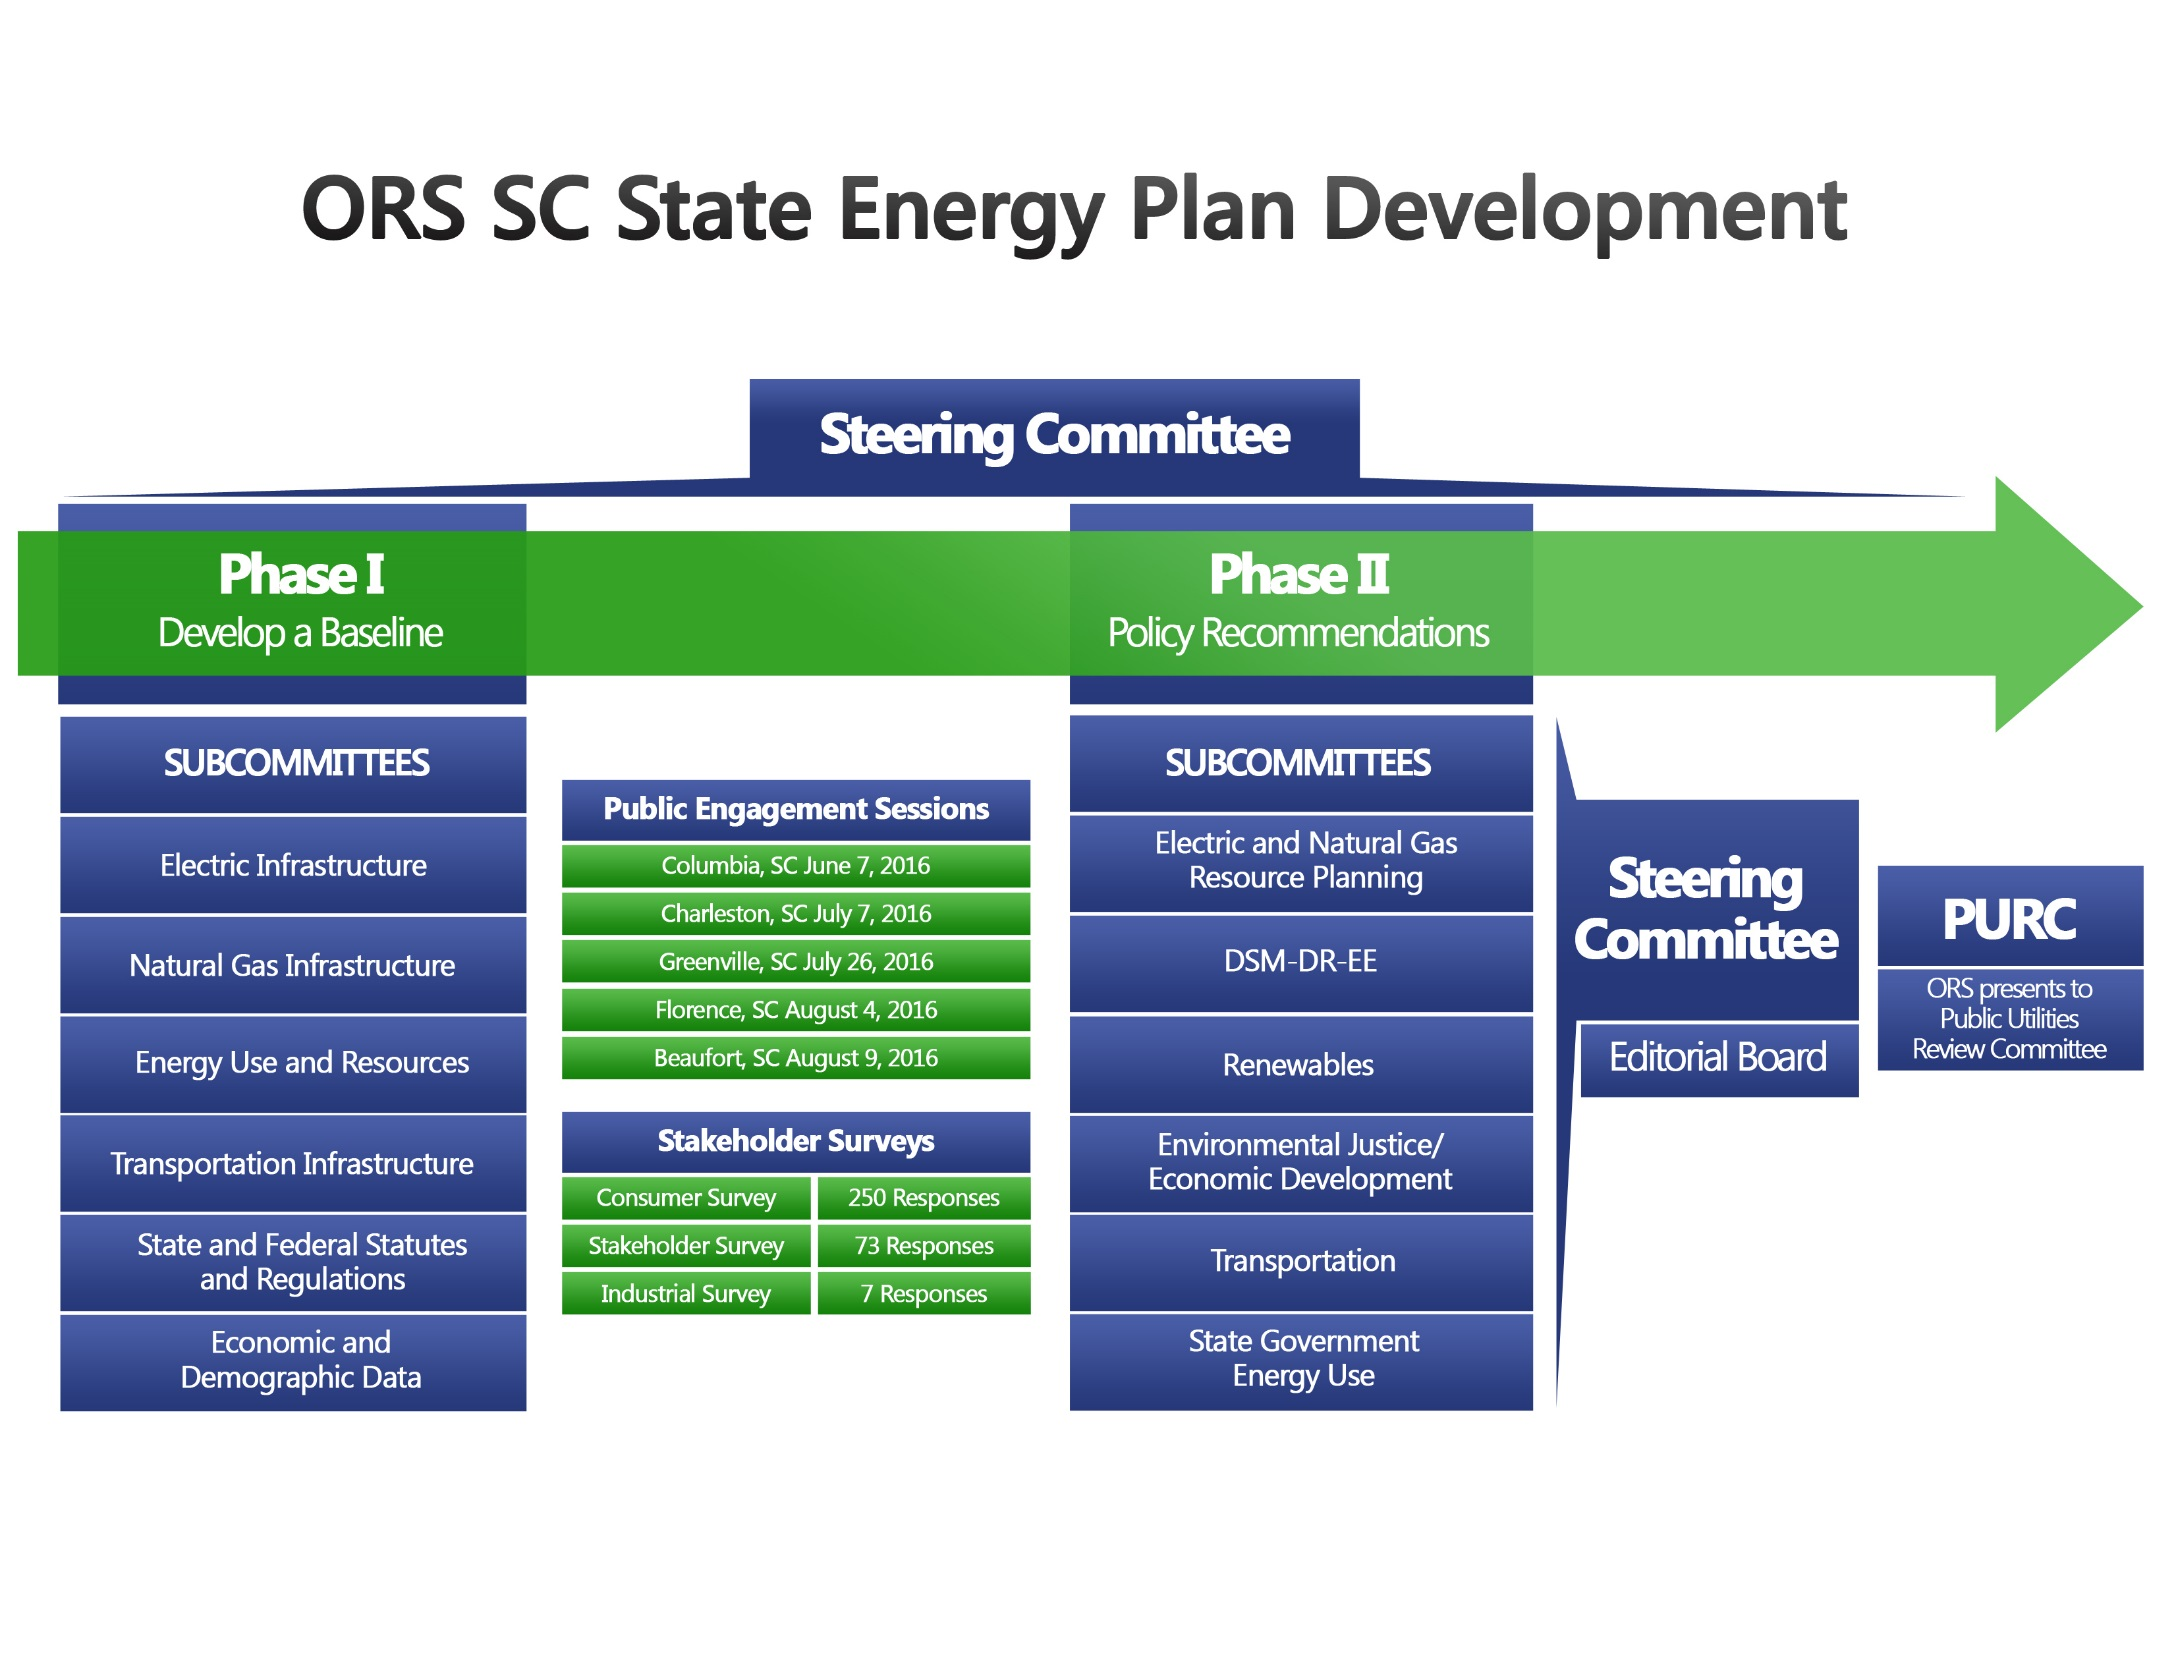 ORS SC State Energy Plan Development
Steering Committee
Phase I
Develop a Baseline
Phase II
Policy Recommendations
SUBCOMMITTEES
Electric Infrastructure
Natural Gas Infrastructure
Energy Use and Resources
Transportation Infrastructure
State and Federal Statutes
and Regulations
Economic and
Demographic Data
Public Engagement Sessions
Columbia, SC June 7, 2016
Charleston, SC July 7, 2016
Greenville, SC July 26, 2016
Florence, SC August 4, 2016
Beaufort, SC August 9, 2016
Stakeholder Surveys
Consumer Survey 250 Responses
Stakeholder Survey 73 Responses
Industrial Survey 7 Responses
SUBCOMMITTEES
Electric and Natural Gas
Resource Planning
DSM-DR-EE
Renewables
Environmental Justice/
Economic Development
Transportation
State Government
Energy Use
Steering
Committee
Editorial Board
PURC
ORS presents to
Public Utilities
Review Committee